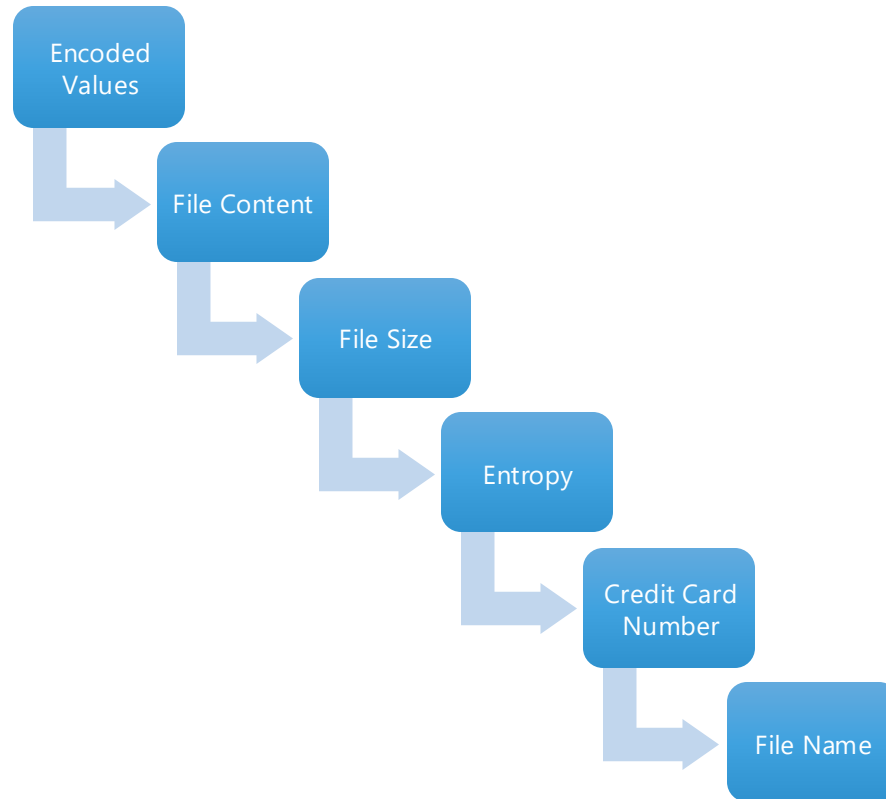 Encoded
Values
File Content
File Size
Entropy
Credit Card
Number
File Name